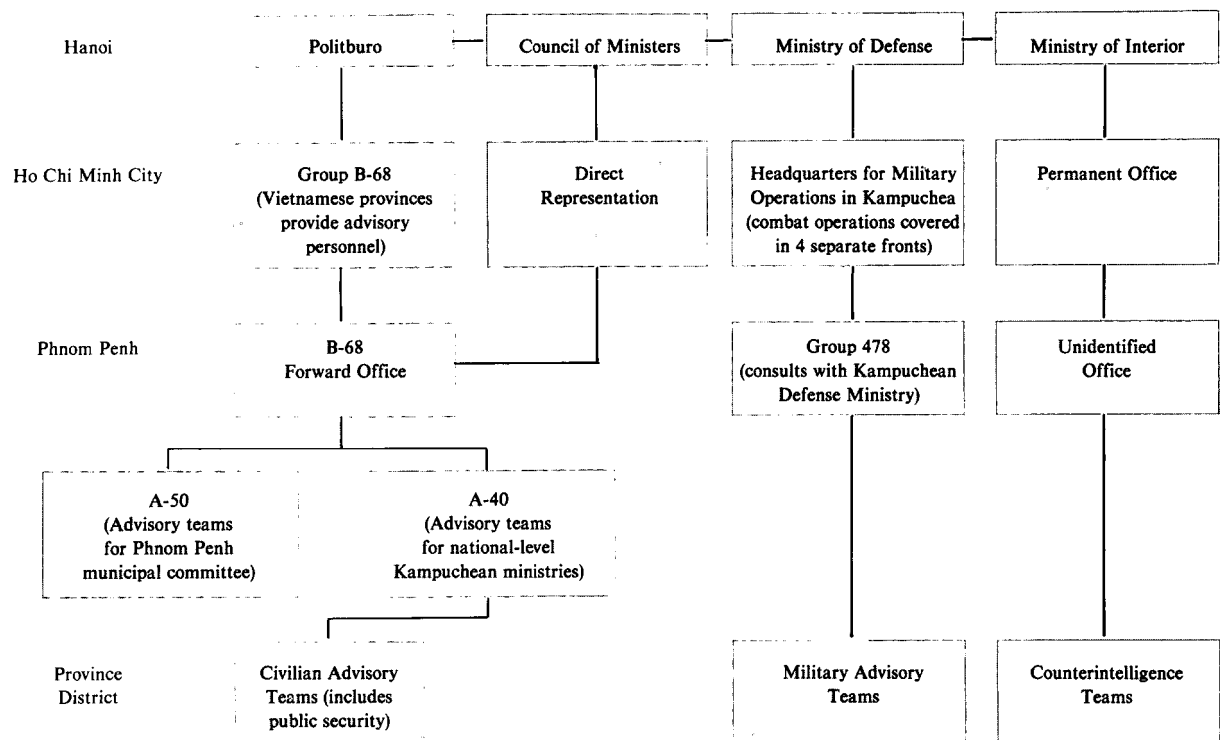 Hanoi
Politburo
Council of Ministers
Ministry of Defense
Ministry of Interior
Ho Chi Minh City
Group B-68
(Vietnamese provinces
provide advisory
personnel)
Direct
Representation
Headquarters for Military
Operations in Kampuchea
(combat operations covered
in 4 separate fronts)
Permanent Office
Phnom Penh
B-68
Forward Office
Group 478
(consults with Kampuchean
Defense Ministry)
Unidentified
Office
A-50
(Advisory teams
for Phnom Penh
municipal committee)
A-40
(Advisory teams
for national-level
Kampuchean ministries)
Province
District
Civilian Advisory
Teams (includes
public security)
Military Advisory
Teams
Counterintelligence
Teams